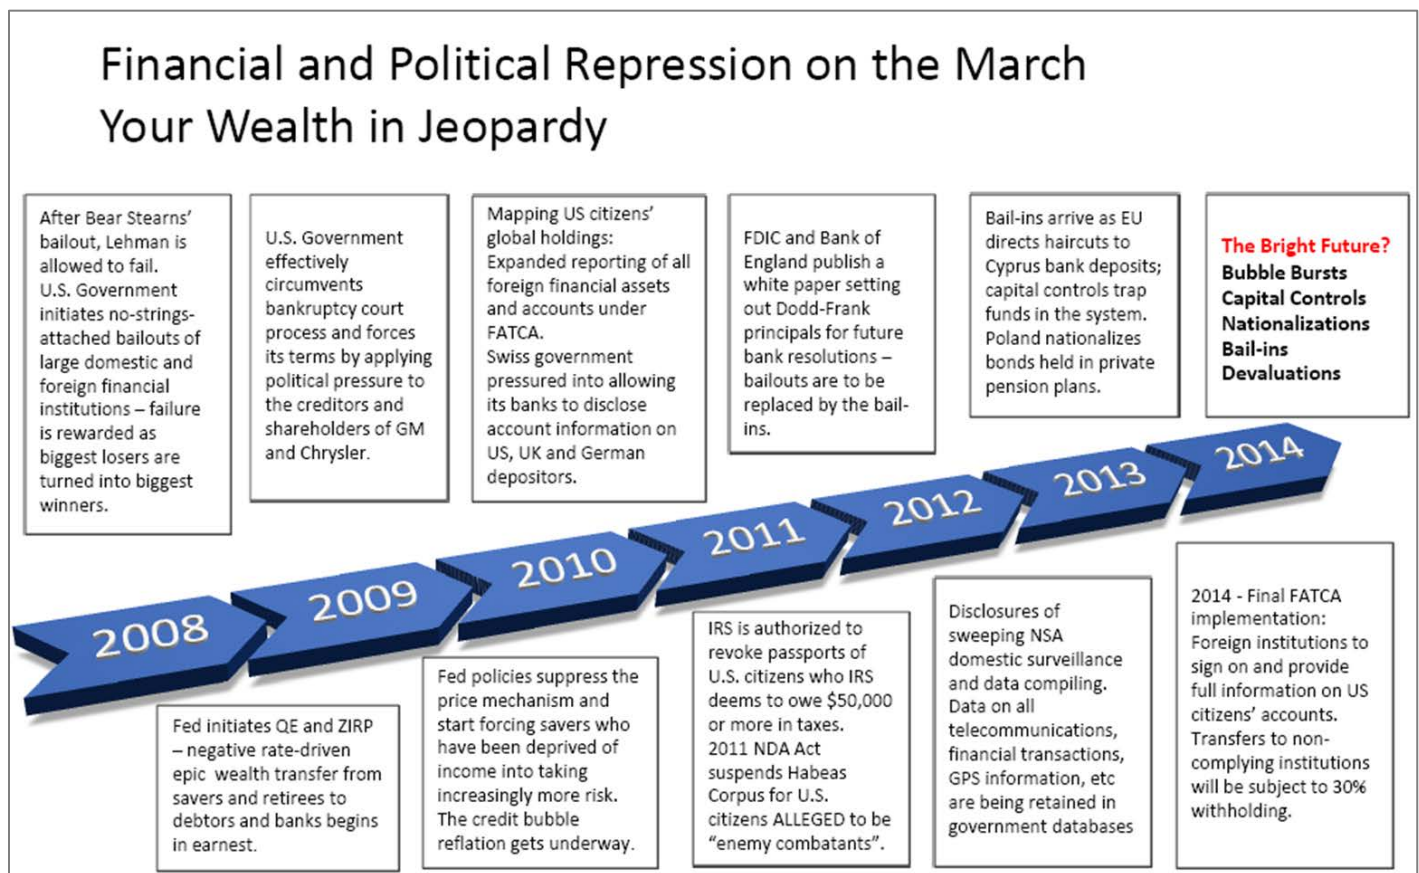 Financial and Political Repression on the March
Your Wealth in Jeopardy
After Bear Stearns'
bailout, Lehman is
allowed to fail.
U.S. Government
initiates no-strings-
attached bailouts of
large domestic and
foreign financial
institutions – failure
is rewarded as
biggest losers are
turned into biggest
winners.
U.S. Government
effectively
circumvents
bankruptcy court
process and forces
its terms by applying
political pressure to
the creditors and
shareholders of GM
and Chrysler.
Mapping US citizens'
global holdings:
Expanded reporting of all
foreign financial assets
and accounts under
FATCA.
Swiss government
pressured into allowing
its banks to disclose
account information on
US, UK and German
depositors.
FDIC and Bank of
England publish a
white paper setting
out Dodd-Frank
principals for future
bank resolutions –
bailouts are to be
replaced by the bail-
ins.
Bail-ins arrive as EU
directs haircuts to
Cyprus bank deposits;
capital controls trap
funds in the system.
Poland nationalizes
bonds held in private
pension plans.
The Bright Future?
Bubble Bursts
Capital Controls
Nationalizations
Bail-ins
Devaluations
2008
2009
2010
2011
2012
2013
2014
Fed initiates QE and ZIRP
– negative rate-driven
epic wealth transfer from
savers and retirees to
debtors and banks begins
in earnest.
Fed policies suppress the
price mechanism and
start forcing savers who
have been deprived of
income into taking
increasingly more risk.
The credit bubble
reflation gets underway.
IRS is authorized to
revoke passports of
U.S. citizens who IRS
deems to owe $50,000
or more in taxes.
2011 NDA Act
suspends Habeas
Corpus for U.S.
citizens ALLEGED to be
"enemy combatants".
Disclosures of
sweeping NSA
domestic surveillance
and data compiling.
Data on all
telecommunications,
financial transactions,
GPS information, etc
are being retained in
government databases
2014 - Final FATCA
implementation:
Foreign institutions to
sign on and provide
full information on US
citizens' accounts.
Transfers to non-
complying institutions
will be subject to 30%
withholding.